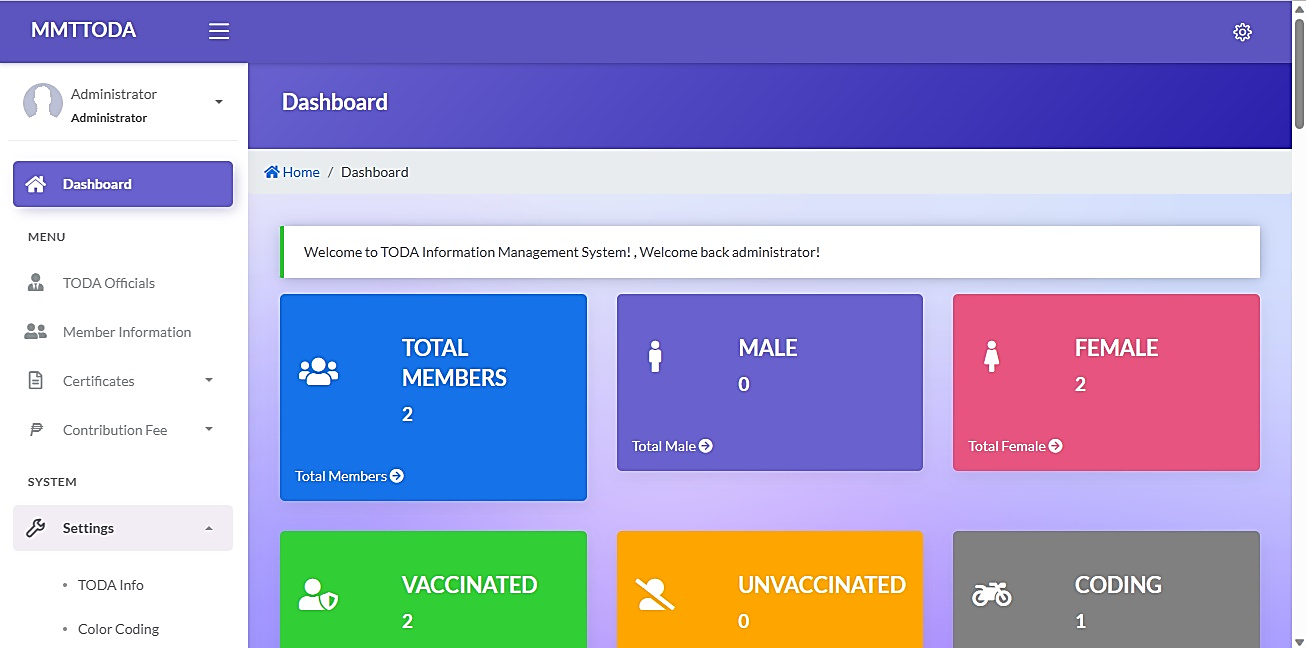 MMTTODA
Administrator
Administrator
Dashboard
Home / Dashboard
Dashboard
MENU
TODA Officials
Member Information
Certificates
Contribution Fee
SYSTEM
Settings
TODA Info
Color Coding
Welcome to TODA Information Management System! , Welcome back administrator!
TOTAL
MEMBERS
2
Total Members
MALE
0
Total Male
FEMALE
2
Total Female
VACCINATED
2
UNVACCINATED
0
CODING
1